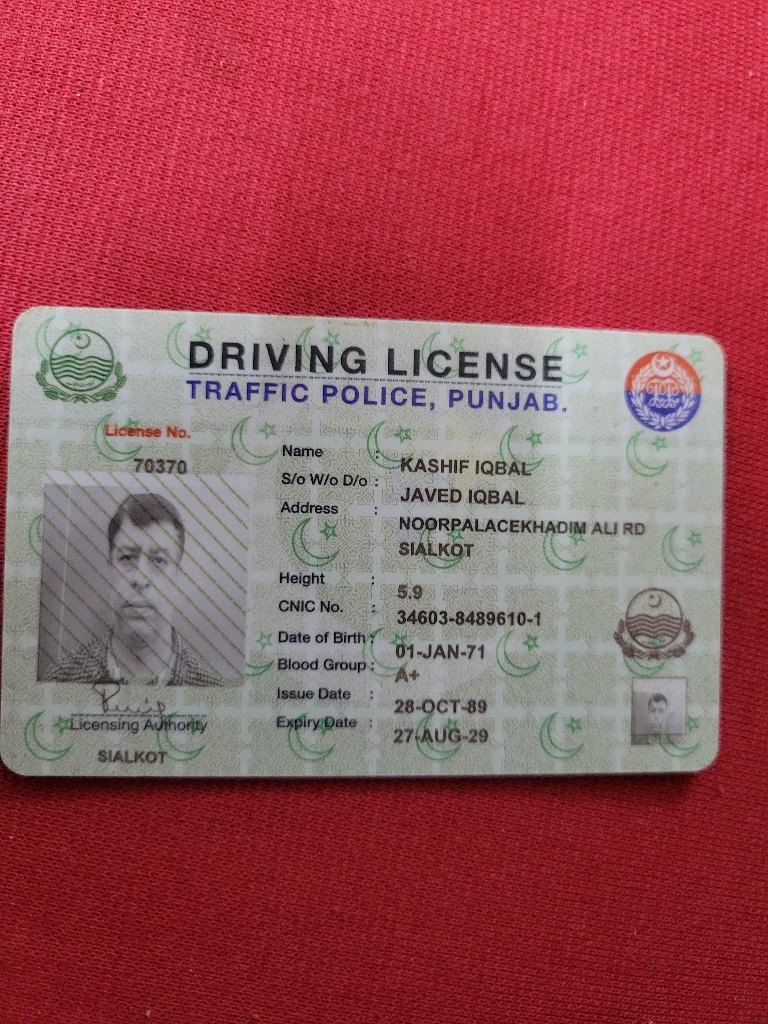 DRIVING LICENSE
TRAFFIC POLICE, PUNJAB.
License No.
70370
Name : KASHIF IQBAL
S/o W/o D/o : JAVED IQBAL
Address : NOORPALACEKHADIM ALI RD
SIALKOT
Height : 5.9
CNIC No. : 34603-8489610-1
Date of Birth : 01-JAN-71
Blood Group : A+
Issue Date : 28-OCT-89
Expiry Date : 27-AUG-29
Licensing Authority
SIALKOT